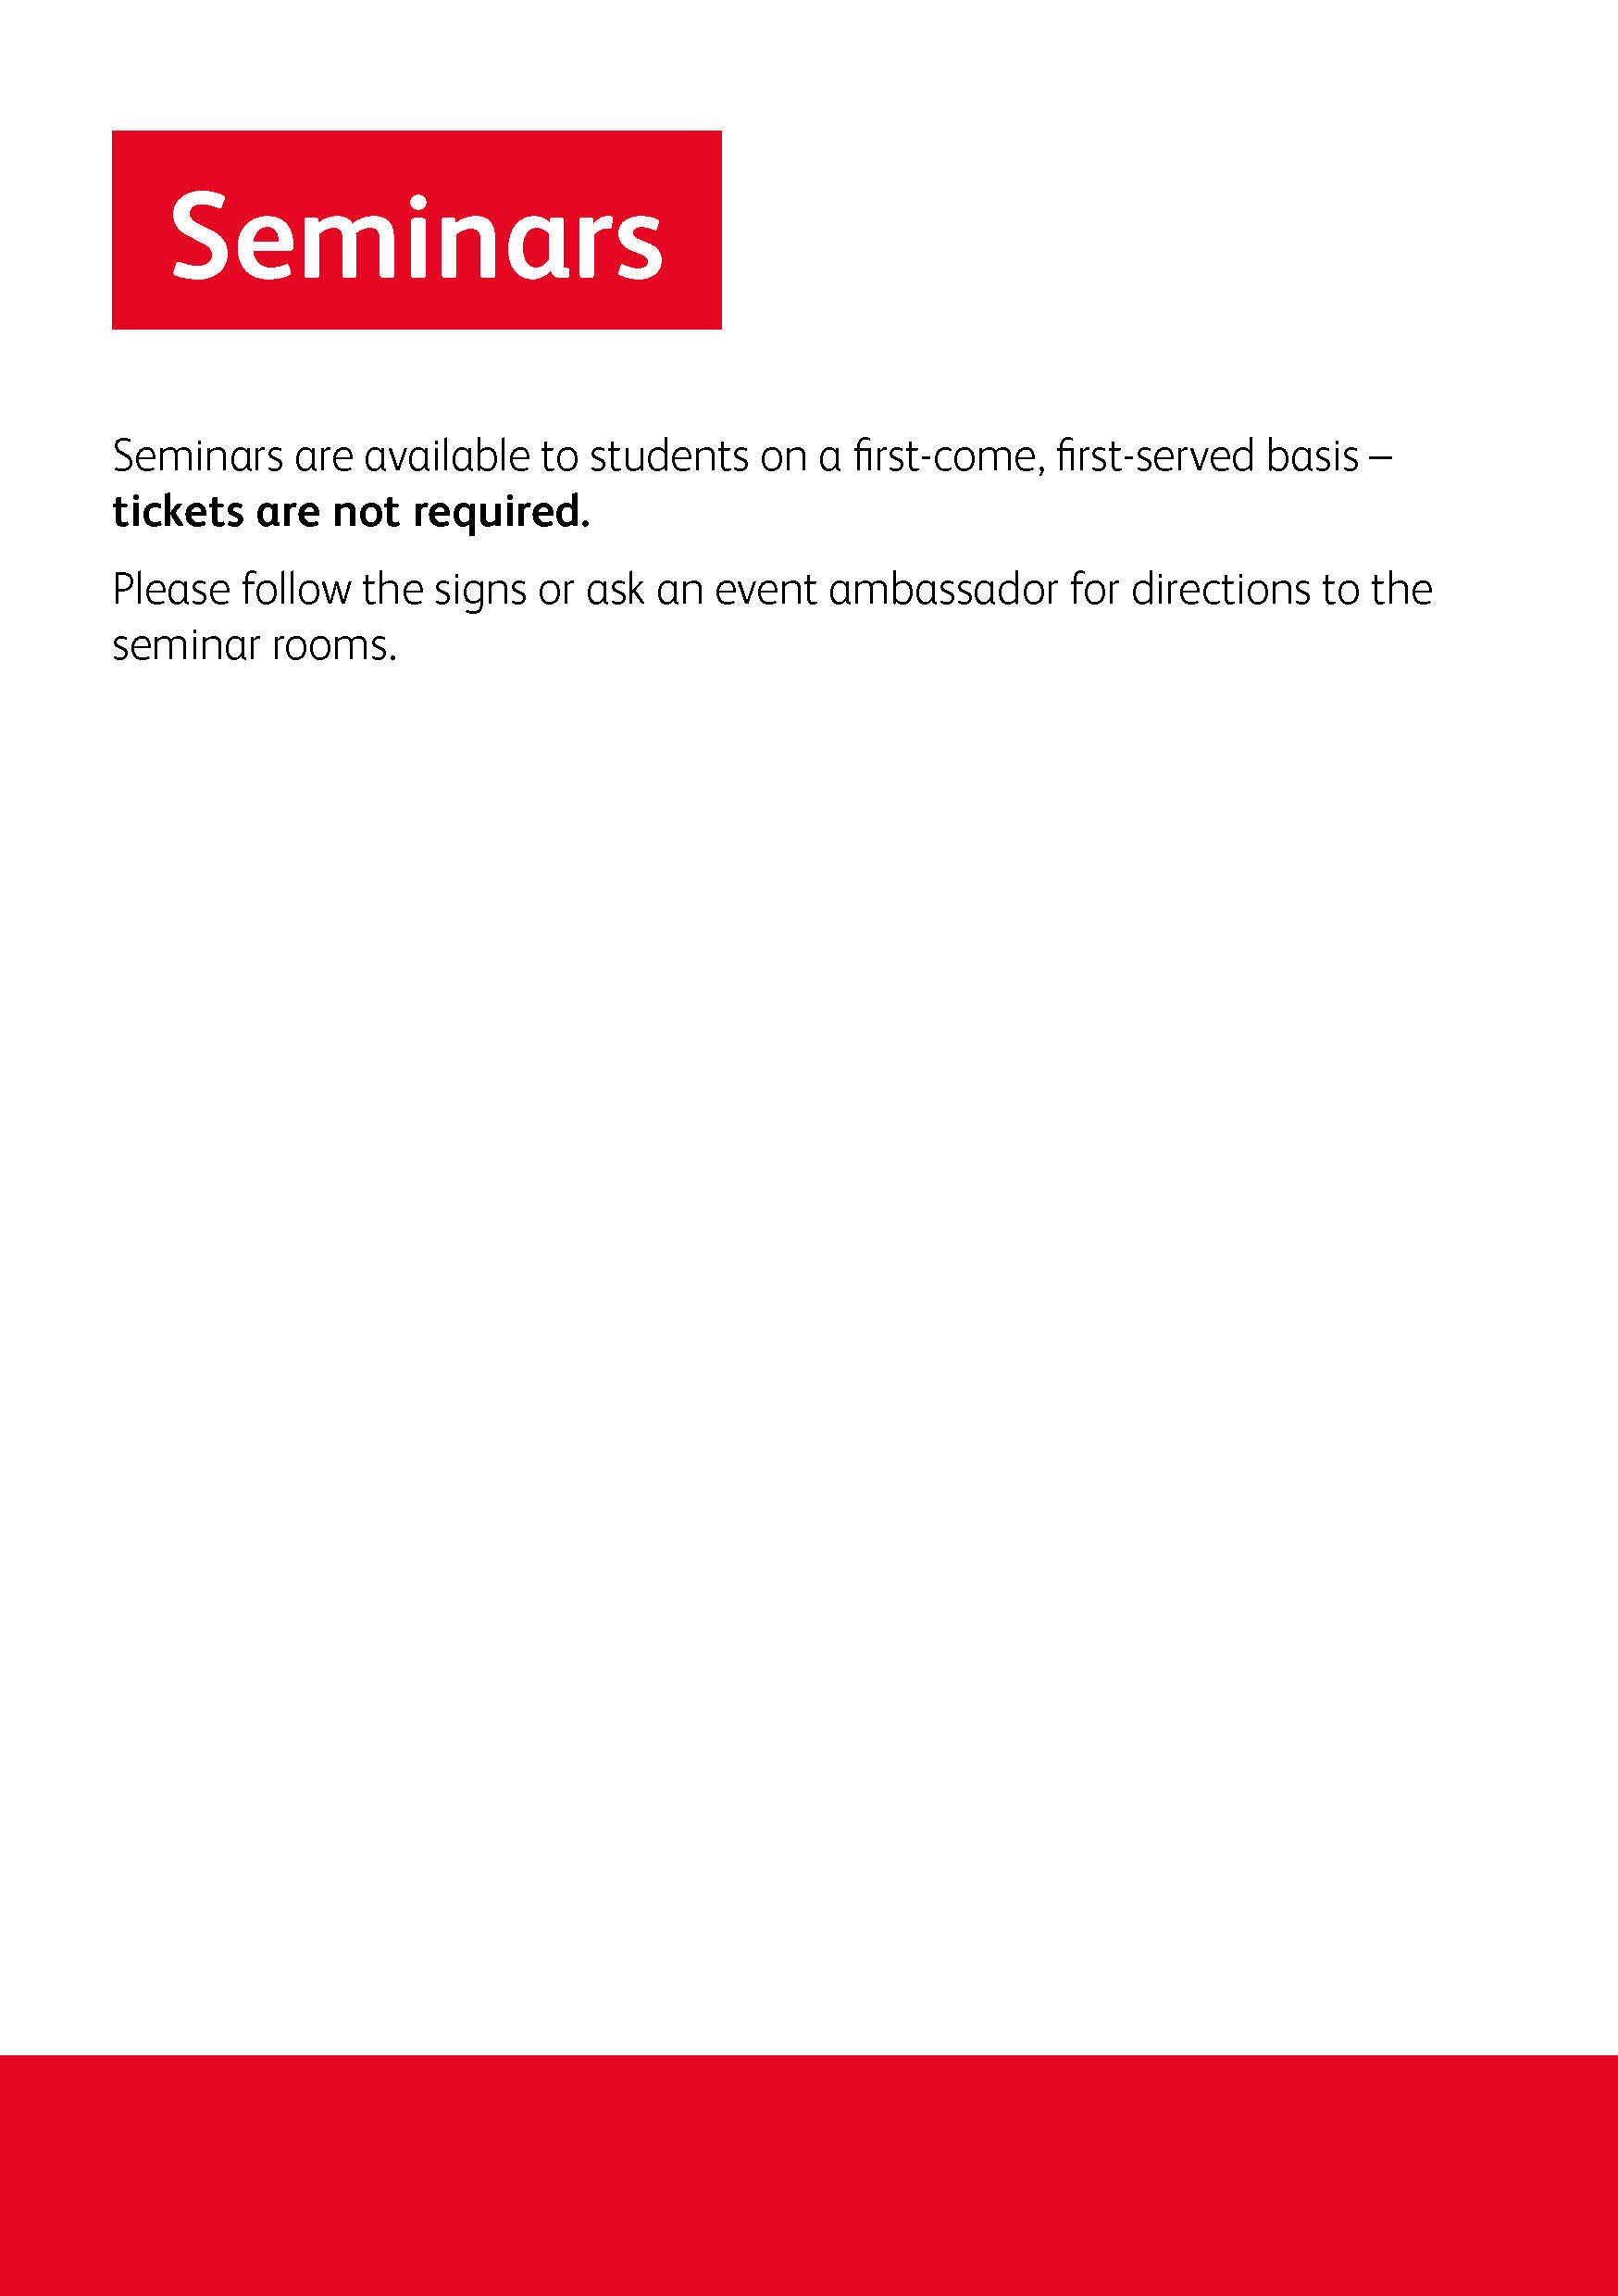 Seminars
Seminars are available to students on a first-come, first-served basis –
tickets are not required.
Please follow the signs or ask an event ambassador for directions to the
seminar rooms.